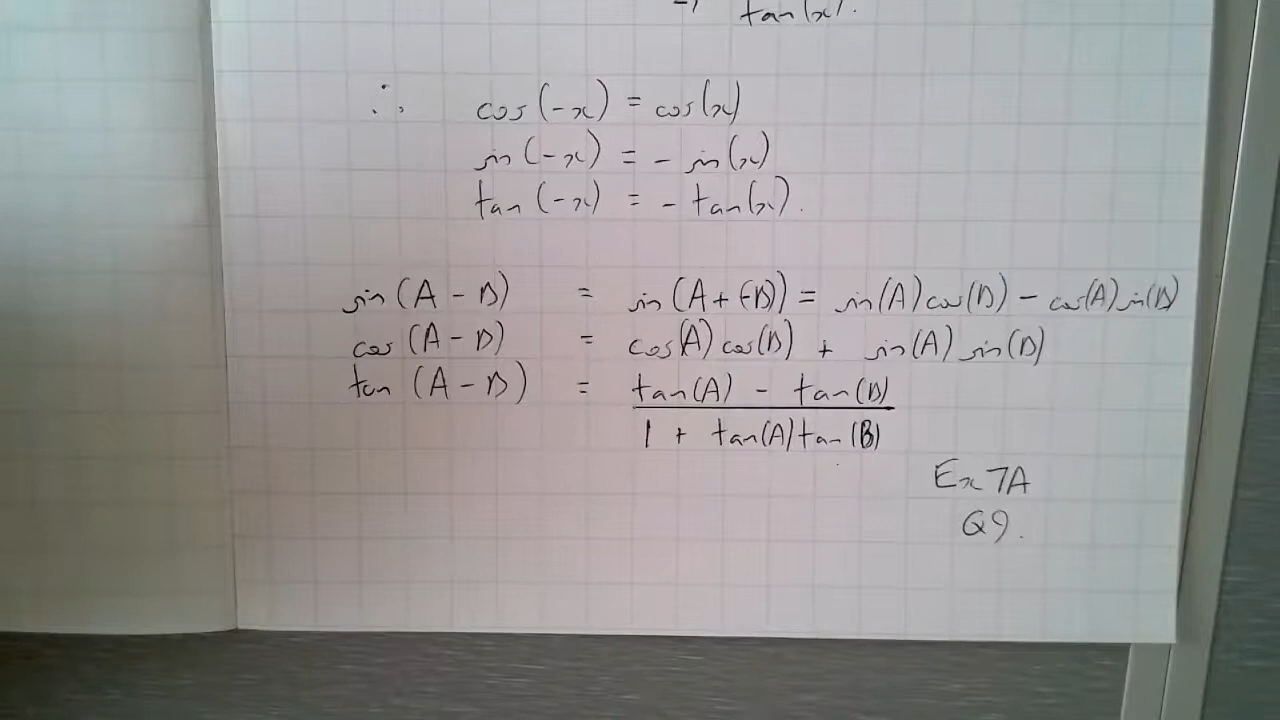 tan(x).
∴ cos(-x) = cos(x)
sin(-x) = - sin(x)
tan(-x) = - tan(x).
sin(A - B) = sin(A + (-B)) = sin(A)cos(B) - cos(A)sin(B)
cos(A - B) = cos(A)cos(B) + sin(A)sin(B)
tan(A - B) = tan(A) - tan(B)
1 + tan(A)tan(B)
Ex 7A
Q9.